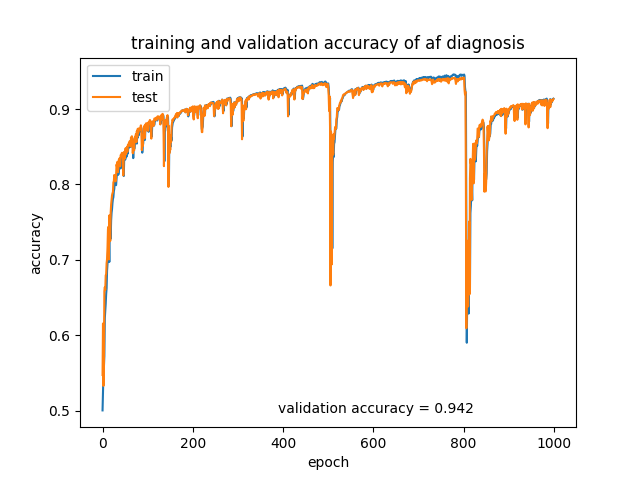 training and validation accuracy of af diagnosis
train
test
accuracy
0.9
0.8
0.7
0.6
0.5
validation accuracy = 0.942
0 200 400 600 800 1000
epoch